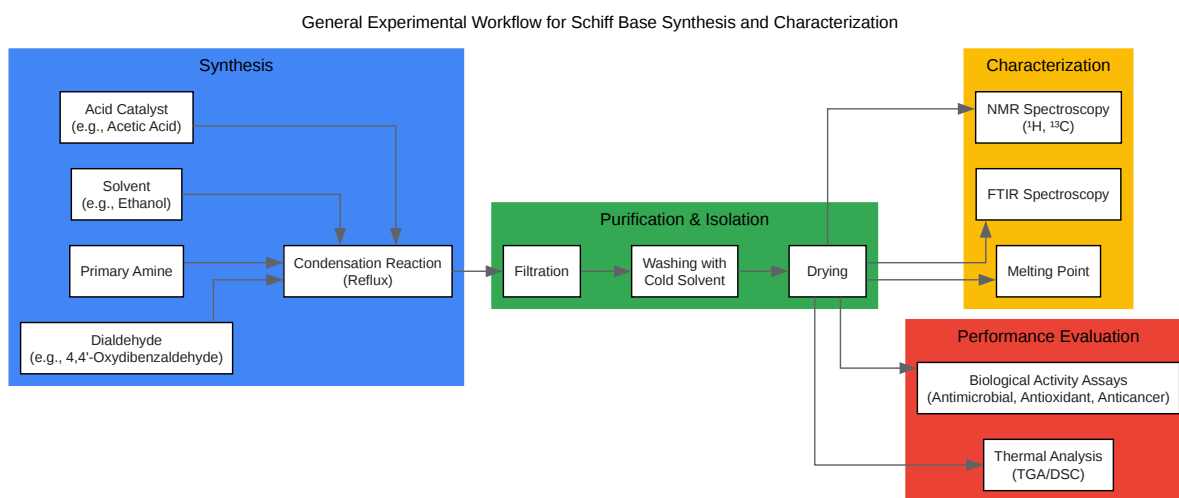 General Experimental Workflow for Schiff Base Synthesis and Characterization
Synthesis
Acid Catalyst
(e.g., Acetic Acid)
Solvent
(e.g., Ethanol)
Primary Amine
Dialdehyde
(e.g., 4,4'-Oxydibenzaldehyde)
Condensation Reaction
(Reflux)
Purification & Isolation
Filtration
Washing with
Cold Solvent
Drying
Characterization
NMR Spectroscopy
(¹H, ¹³C)
FTIR Spectroscopy
Melting Point
Performance Evaluation
Biological Activity Assays
(Antimicrobial, Antioxidant, Anticancer)
Thermal Analysis
(TGA/DSC)